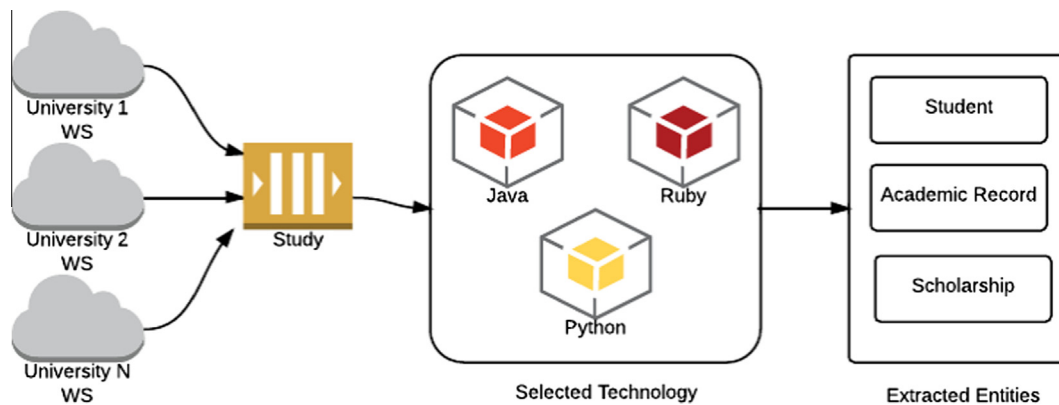 University 1
WS
University 2
WS
University N
WS
Study
Java
Ruby
Python
Selected Technology
Student
Academic Record
Scholarship
Extracted Entities